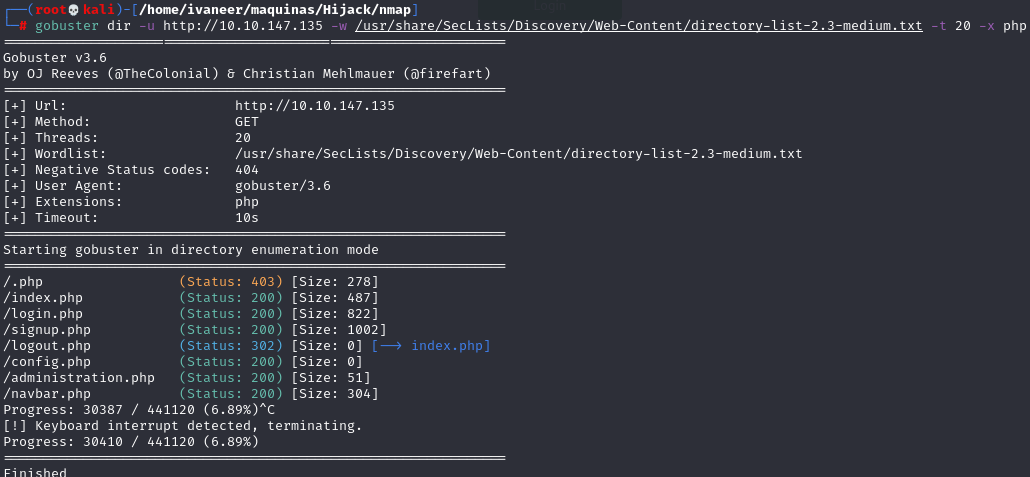 Login
┌──(root💀kali)-[/home/ivaneer/maquinas/Hijack/nmap]
└─# gobuster dir -u http://10.10.147.135 -w /usr/share/SecLists/Discovery/Web-Content/directory-list-2.3-medium.txt -t 20 -x php
===============================================================
Gobuster v3.6
by OJ Reeves (@TheColonial) & Christian Mehlmauer (@firefart)
===============================================================
[+] Url:                     http://10.10.147.135
[+] Method:                  GET
[+] Threads:                 20
[+] Wordlist:                /usr/share/SecLists/Discovery/Web-Content/directory-list-2.3-medium.txt
[+] Negative Status codes:   404
[+] User Agent:              gobuster/3.6
[+] Extensions:              php
[+] Timeout:                 10s
===============================================================
Starting gobuster in directory enumeration mode
===============================================================
/.php                 (Status: 403) [Size: 278]
/index.php            (Status: 200) [Size: 487]
/login.php            (Status: 200) [Size: 822]
/signup.php           (Status: 200) [Size: 1002]
/logout.php           (Status: 302) [Size: 0] [--> index.php]
/config.php           (Status: 200) [Size: 0]
/administration.php   (Status: 200) [Size: 51]
/navbar.php           (Status: 200) [Size: 304]
Progress: 30387 / 441120 (6.89%)^C
[!] Keyboard interrupt detected, terminating.
Progress: 30410 / 441120 (6.89%)
===============================================================
Finished